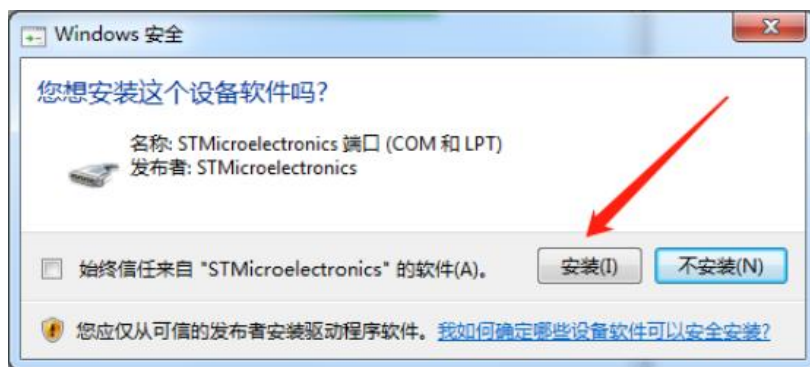 Windows 安全
您想安装这个设备软件吗?
名称: STMicroelectronics 端口 (COM 和 LPT)
发布者: STMicroelectronics
始终信任来自 "STMicroelectronics" 的软件(A)。
安装(I)
不安装(N)
您应仅从可信的发布者安装驱动程序软件。我如何确定哪些设备软件可以安全安装?